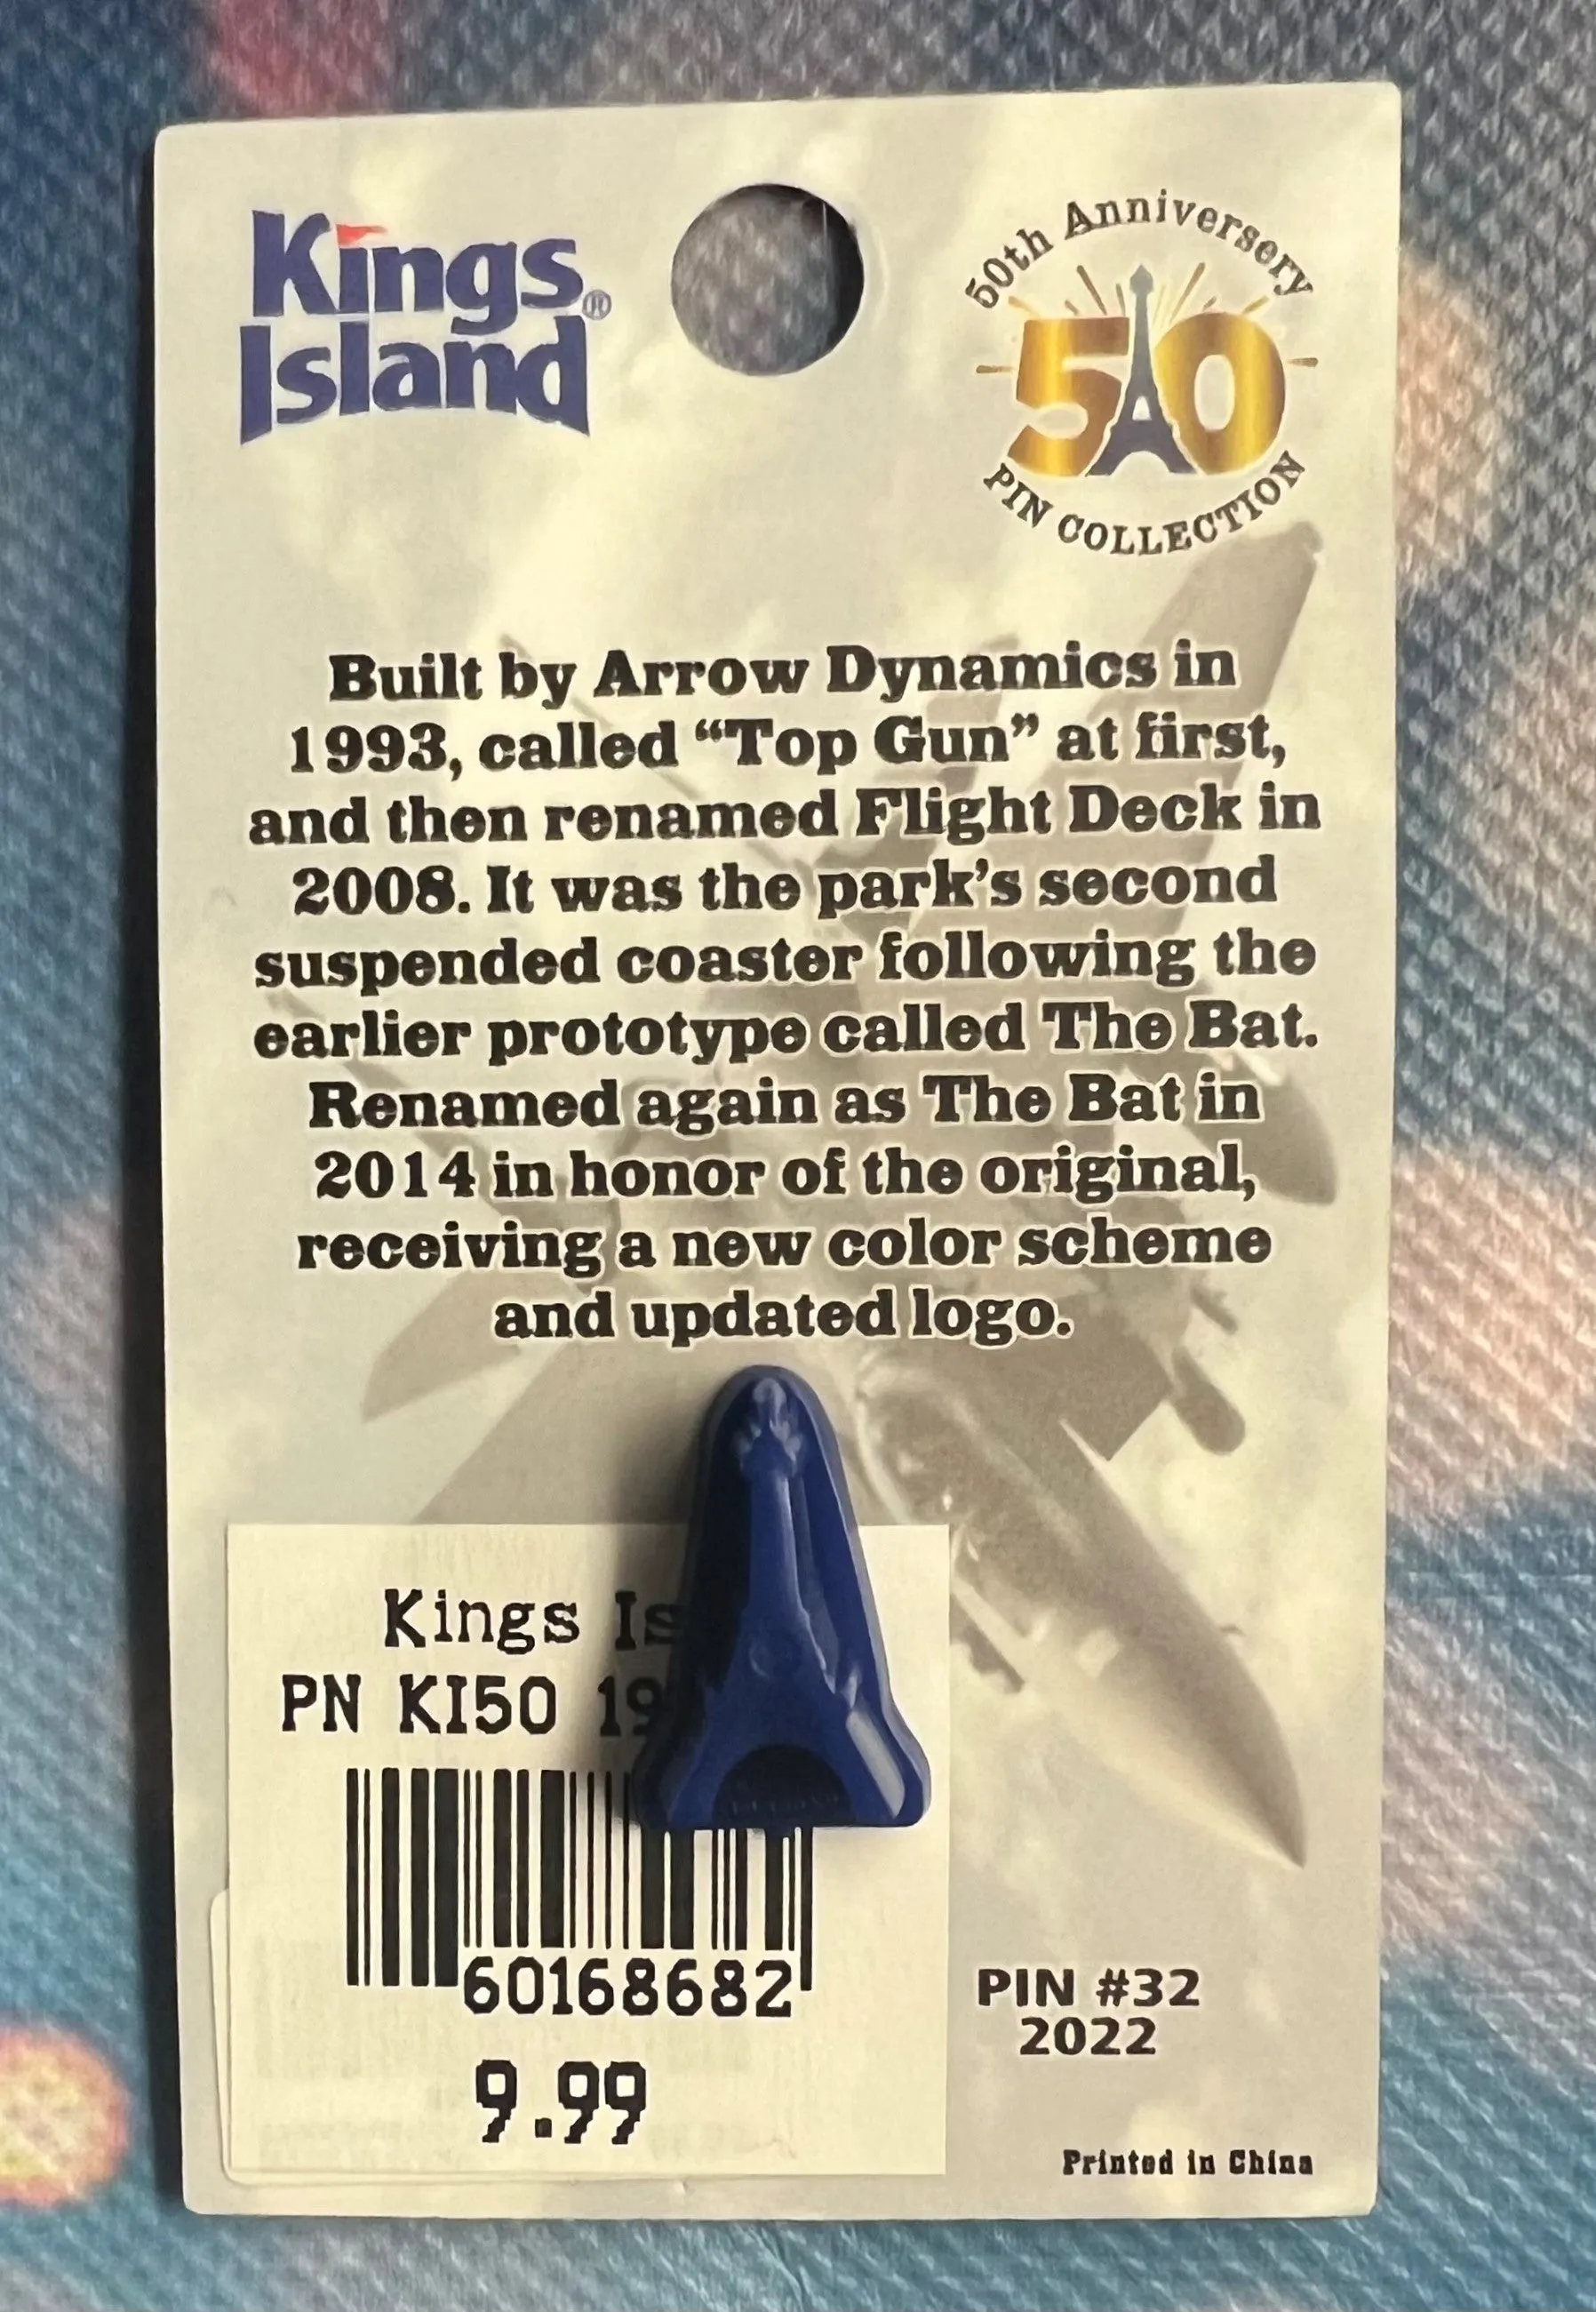 Kings
Island®
50th Anniversery
50
PIN COLLECTION
Built by Arrow Dynamics in
1993, called “Top Gun” at first,
and then renamed Flight Deck in
2008. It was the park’s second
suspended coaster following the
earlier prototype called The Bat.
Renamed again as The Bat in
2014 in honor of the original,
receiving a new color scheme
and updated logo.
Kings
PN KI50
60168682
9.99
PIN #32
2022
Printed in China